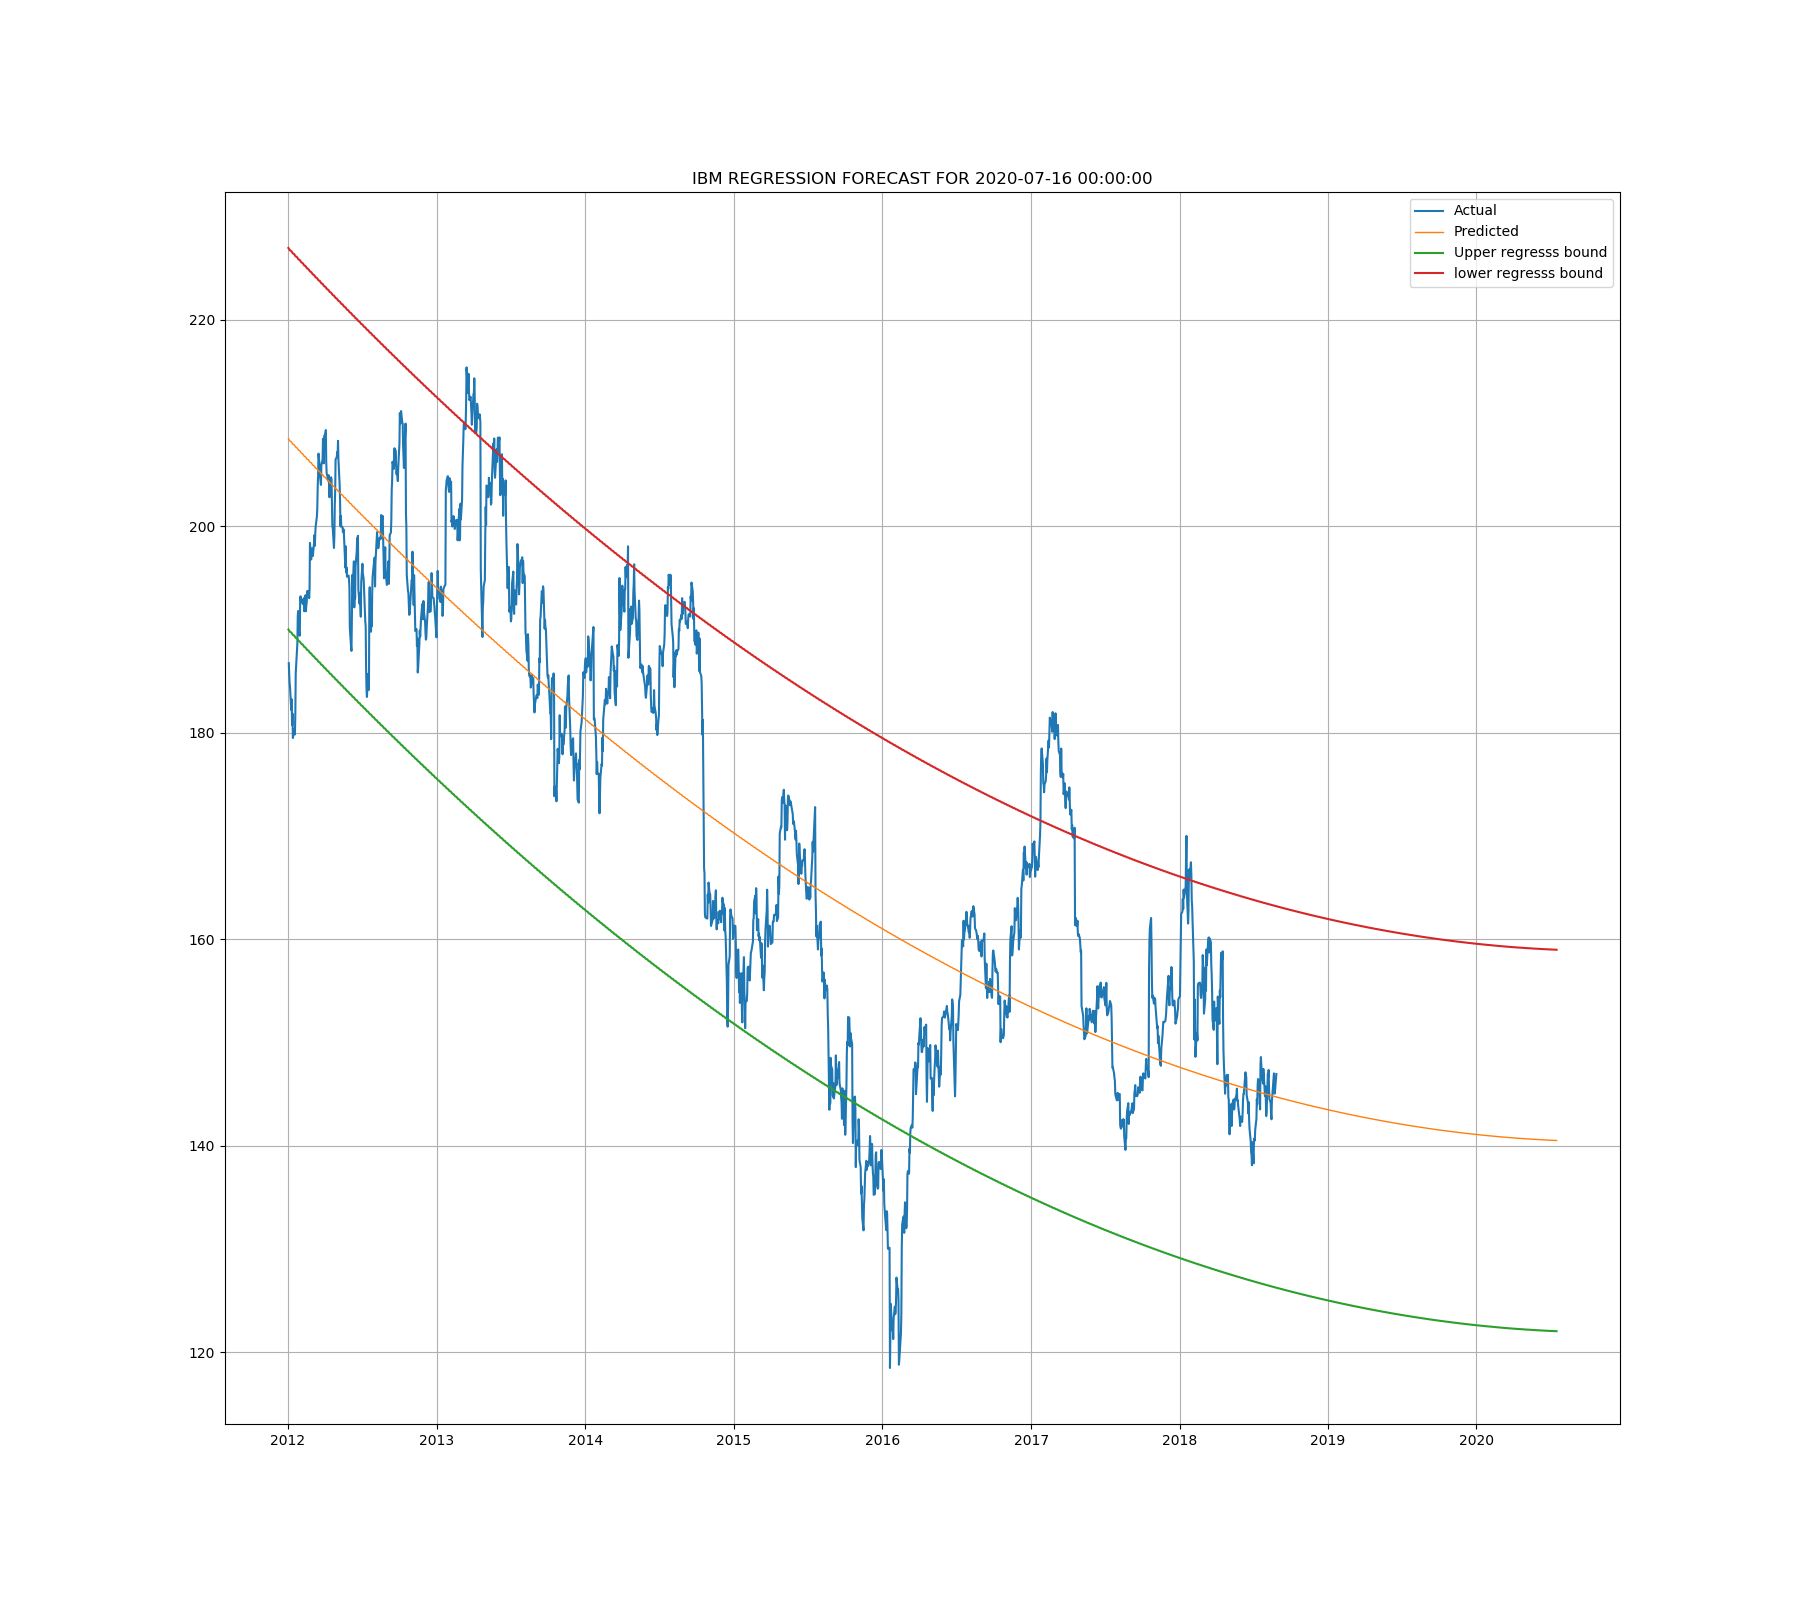 IBM REGRESSION FORECAST FOR 2020-07-16 00:00:00
Actual
Predicted
Upper regresss bound
lower regresss bound
220
200
180
160
140
120
2012 2013 2014 2015 2016 2017 2018 2019 2020